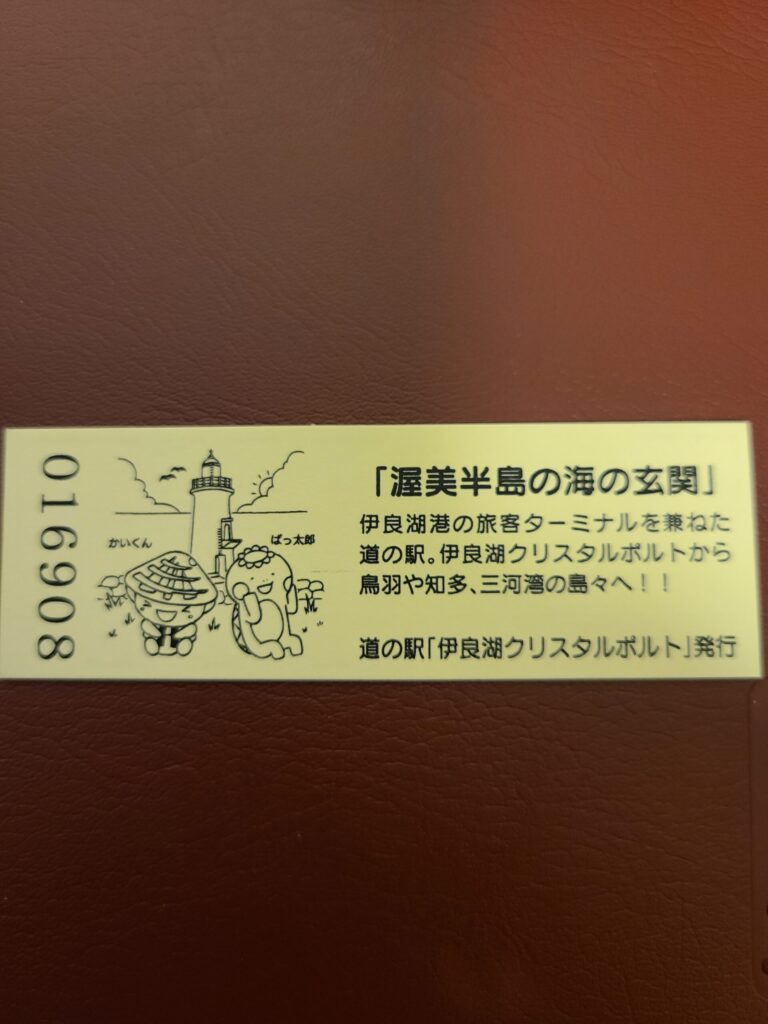 016908
かいくん
ばっ太郎
「渥美半島の海の玄関」
伊良湖港の旅客ターミナルを兼ねた
道の駅。伊良湖クリスタルポルトから
鳥羽や知多、三河湾の島々へ!!
道の駅「伊良湖クリスタルポルト」発行